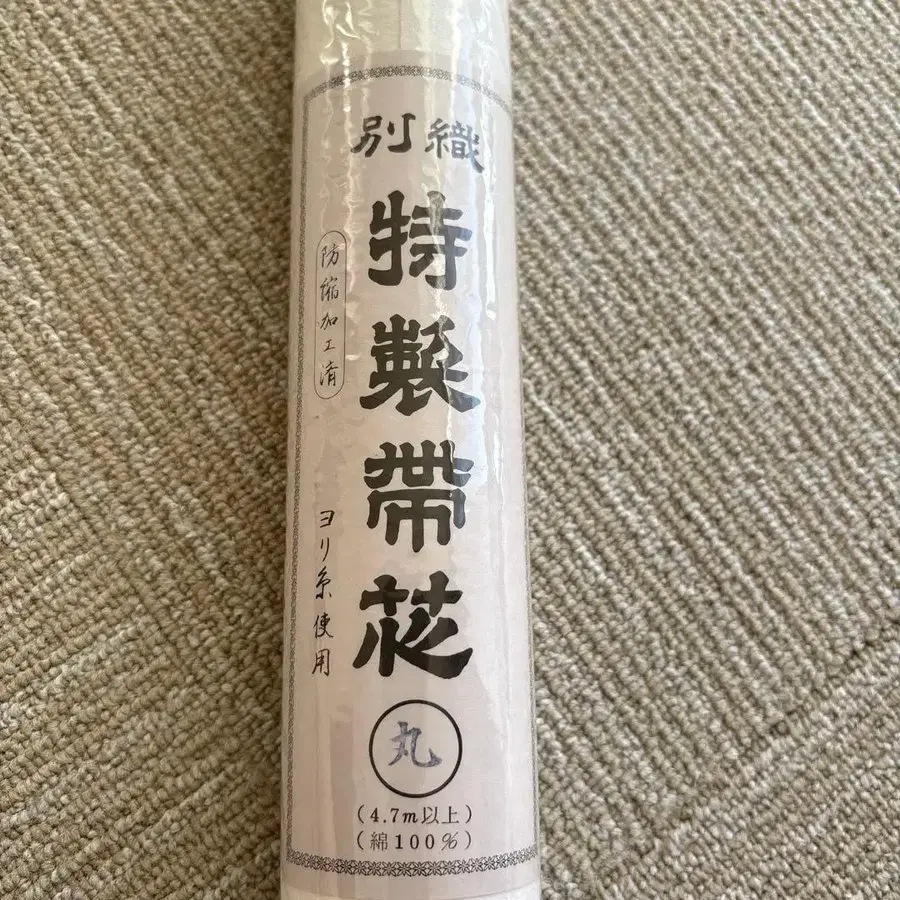 別織
特製帶芯
防縮加工済
ヨリ糸使用
丸
(4.7m以上)
(綿100%)